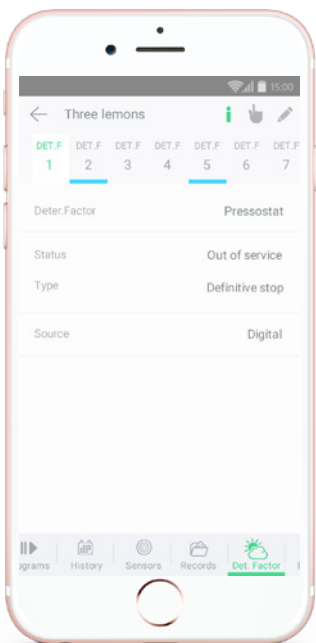 15:00
Three lemons
DET.F DET.F DET.F DET.F DET.F DET.F DET.F
1 2 3 4 5 6 7
Deter.Factor Pressostat
Status Out of service
Type Definitive stop
Source Digital
ograms History Sensors Records Det. Factor